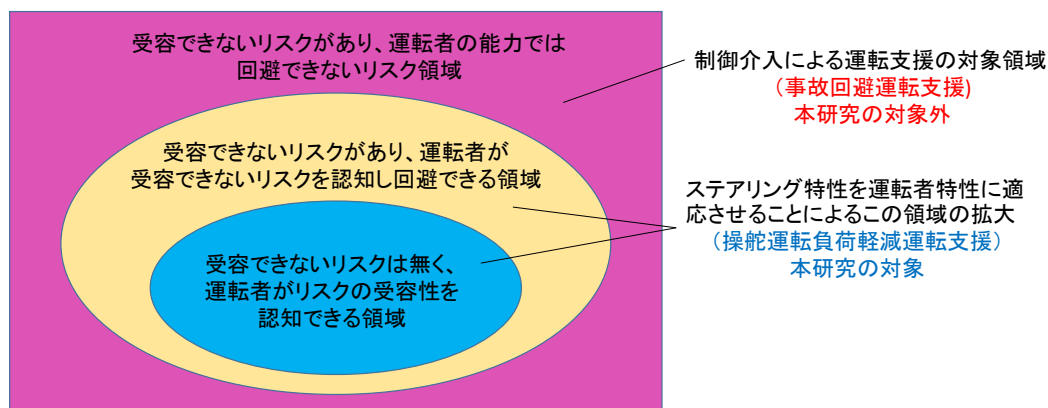 受容できないリスクがあり、運転者の能力では
回避できないリスク領域
受容できないリスクがあり、運転者が
受容できないリスクを認知し回避できる領域
受容できないリスクは無く、
運転者がリスクの受容性を
認知できる領域
制御介入による運転支援の対象領域
（事故回避運転支援)
本研究の対象外
ステアリング特性を運転者特性に適
応させることによるこの領域の拡大
（操舵運転負荷軽減運転支援）
本研究の対象